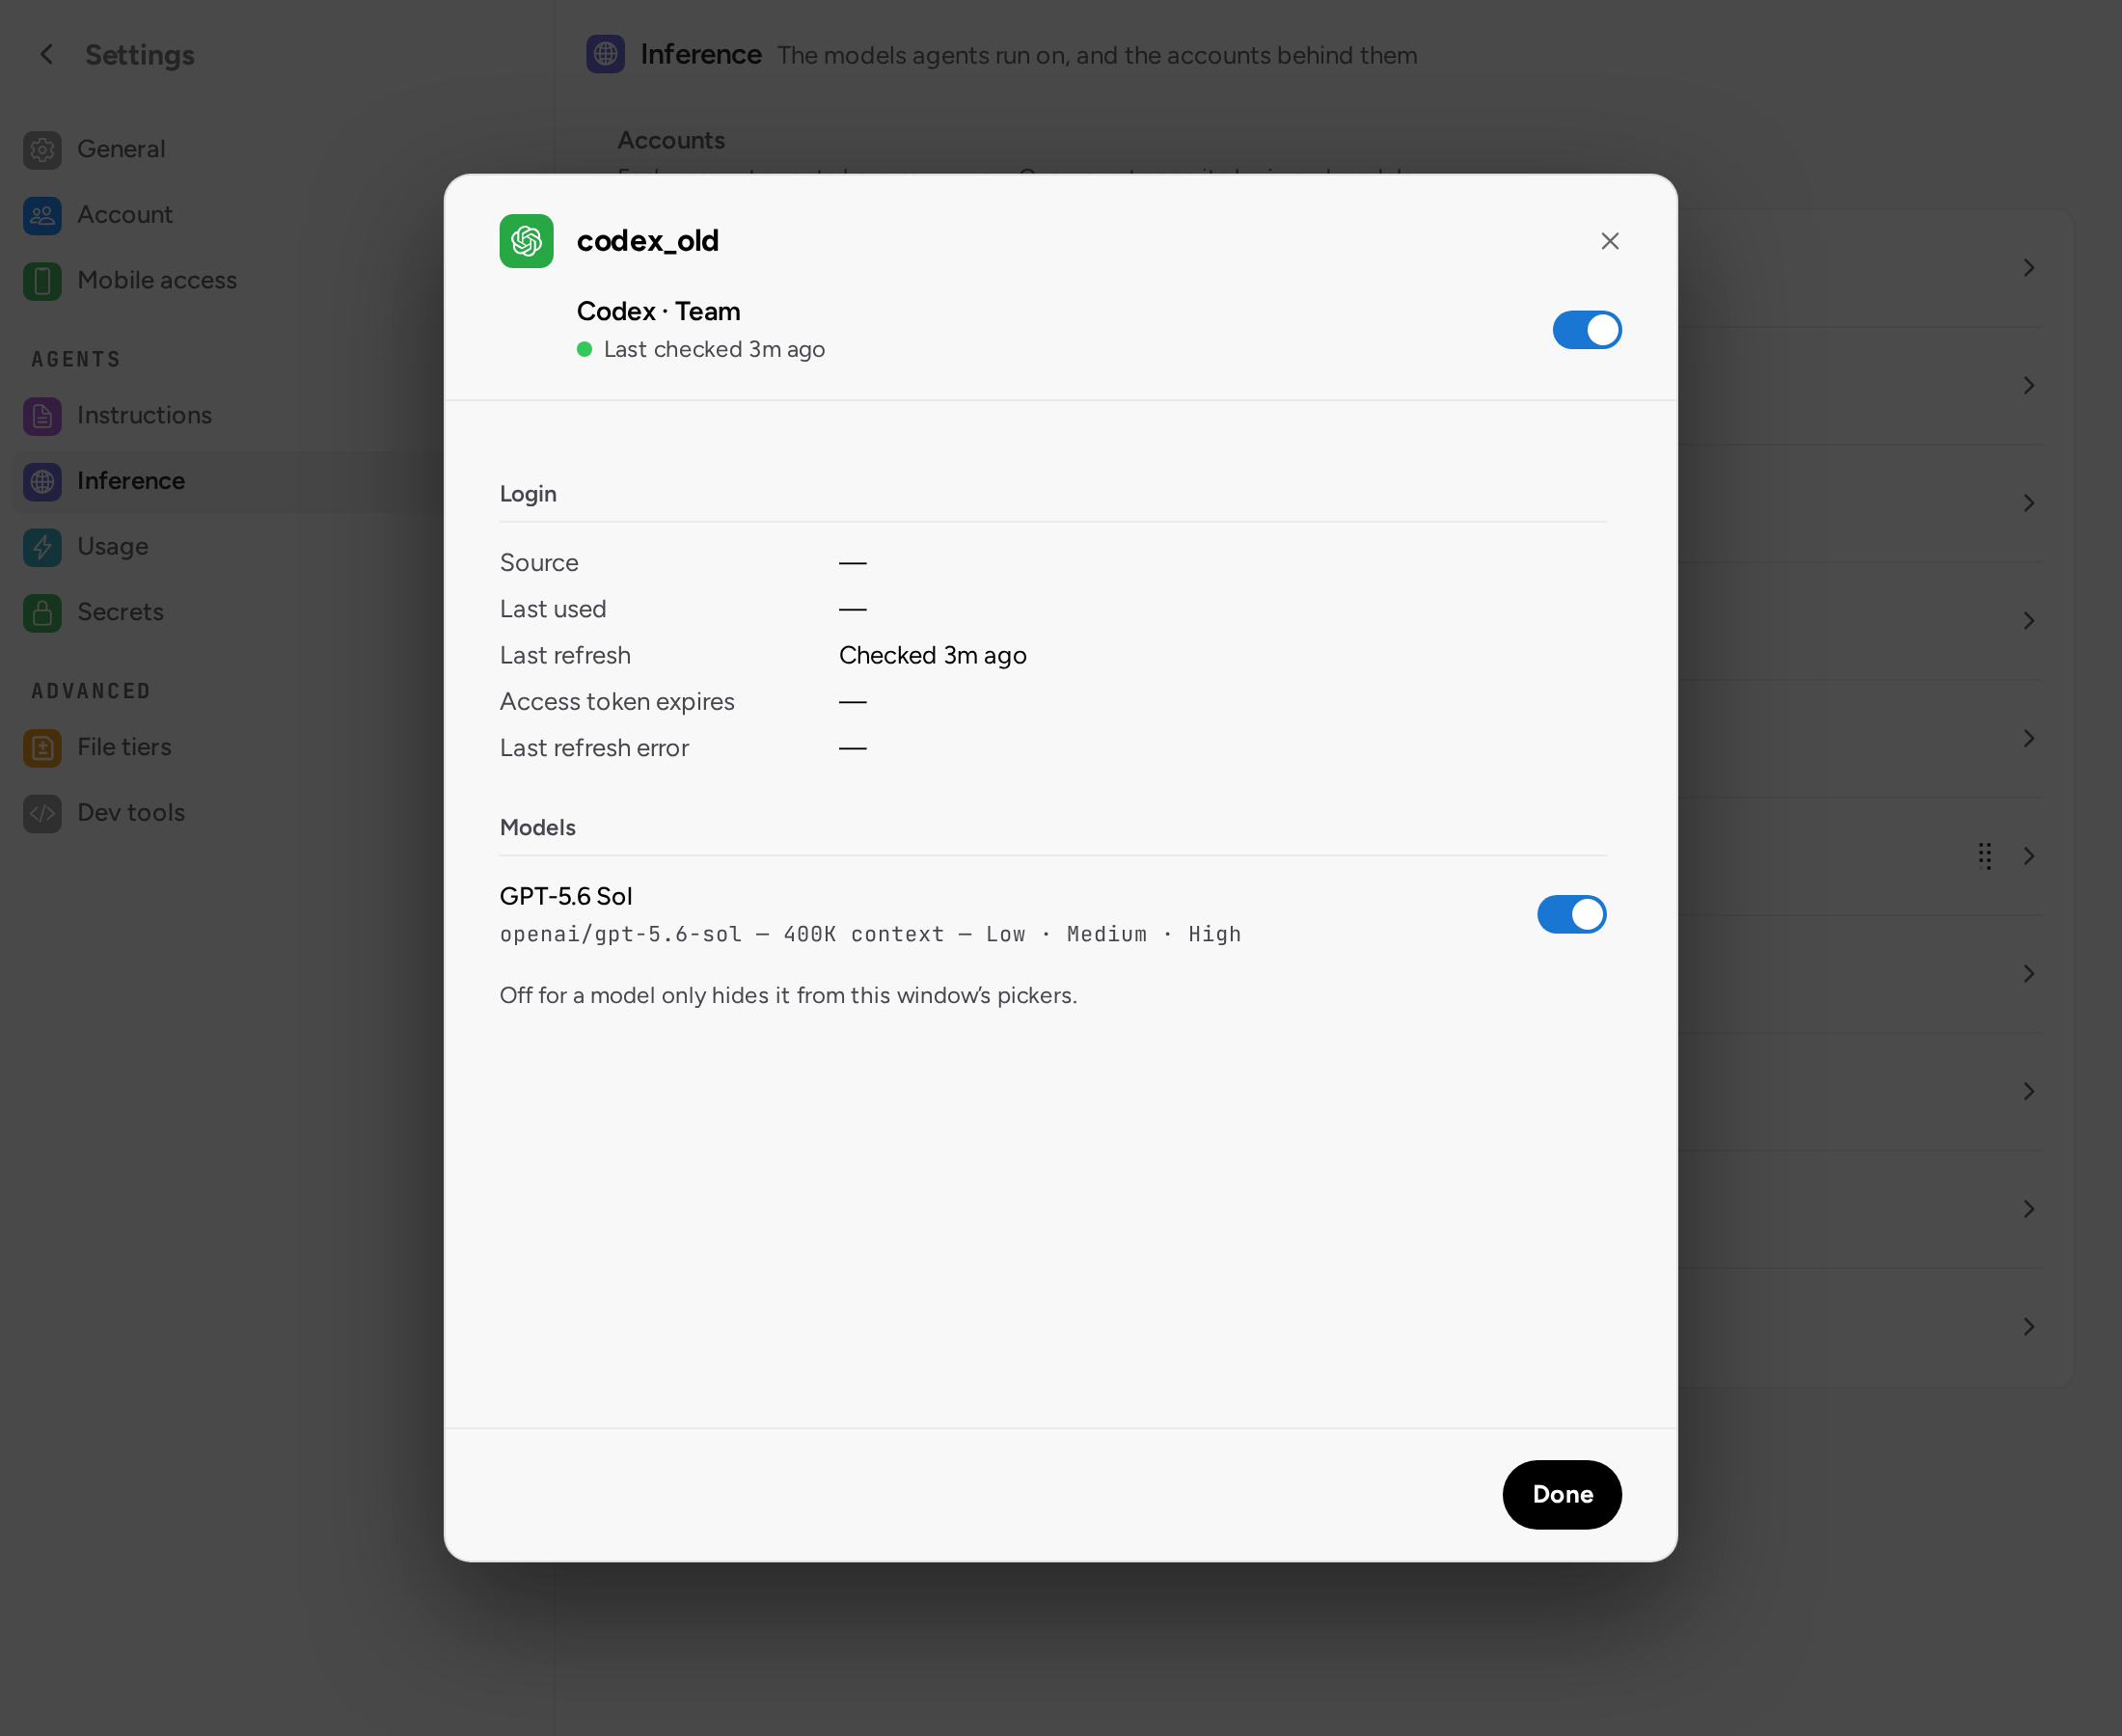 Settings
Inference The models agents run on, and the accounts behind them
General
Account
Mobile access
AGENTS
Instructions
Inference
Usage
Secrets
ADVANCED
File tiers
Dev tools
Accounts
codex_old
Codex · Team
Last checked 3m ago
Login
Source —
Last used —
Last refresh Checked 3m ago
Access token expires —
Last refresh error —
Models
GPT-5.6 Sol
openai/gpt-5.6-sol — 400K context — Low · Medium · High
Off for a model only hides it from this window’s pickers.
Done